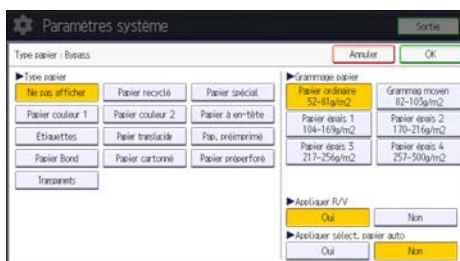 Paramètres système
Sortie
Type papier : Bypass
Annuler
OK
►Type papier
Ne pas afficher
Papier recyclé
Papier spécial
Papier couleur 1
Papier couleur 2
Papier à en-tête
Étiquettes
Papier translucide
Pap. préimprimé
Papier Bond
Papier cartonné
Papier préperforé
Transparents
►Grammage papier
Papier ordinaire
52-81g/m2
Grammag moyen
82-103g/m2
Papier épais 1
104-169g/m2
Papier épais 2
170-216g/m2
Papier épais 3
217-256g/m2
Papier épais 4
257-300g/m2
►Appliquer R/V
Oui
Non
►Appliquer sélect. papier auto
Oui
Non